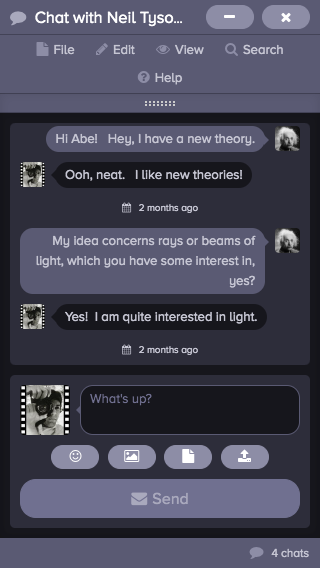 Chat with Neil Tyso...
File Edit View Search
Help
Hi Abe! Hey, I have a new theory.
Ooh, neat. I like new theories!
2 months ago
My idea concerns rays or beams of
light, which you have some interest in,
yes?
Yes! I am quite interested in light.
2 months ago
What's up?
Send
4 chats